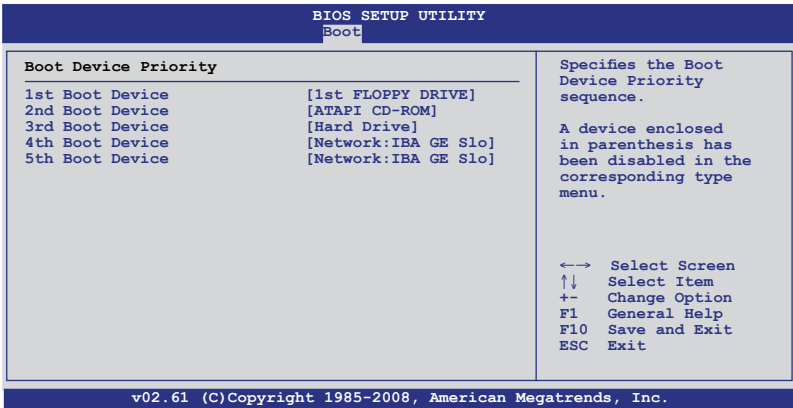 BIOS SETUP UTILITY
Boot
Boot Device Priority
1st Boot Device [1st FLOPPY DRIVE]
2nd Boot Device [ATAPI CD-ROM]
3rd Boot Device [Hard Drive]
4th Boot Device [Network:IBA GE Slo]
5th Boot Device [Network:IBA GE Slo]
Specifies the Boot
Device Priority
sequence.
A device enclosed
in parenthesis has
been disabled in the
corresponding type
menu.
←→ Select Screen
↑↓ Select Item
+- Change Option
F1 General Help
F10 Save and Exit
ESC Exit
v02.61 (C)Copyright 1985-2008, American Megatrends, Inc.